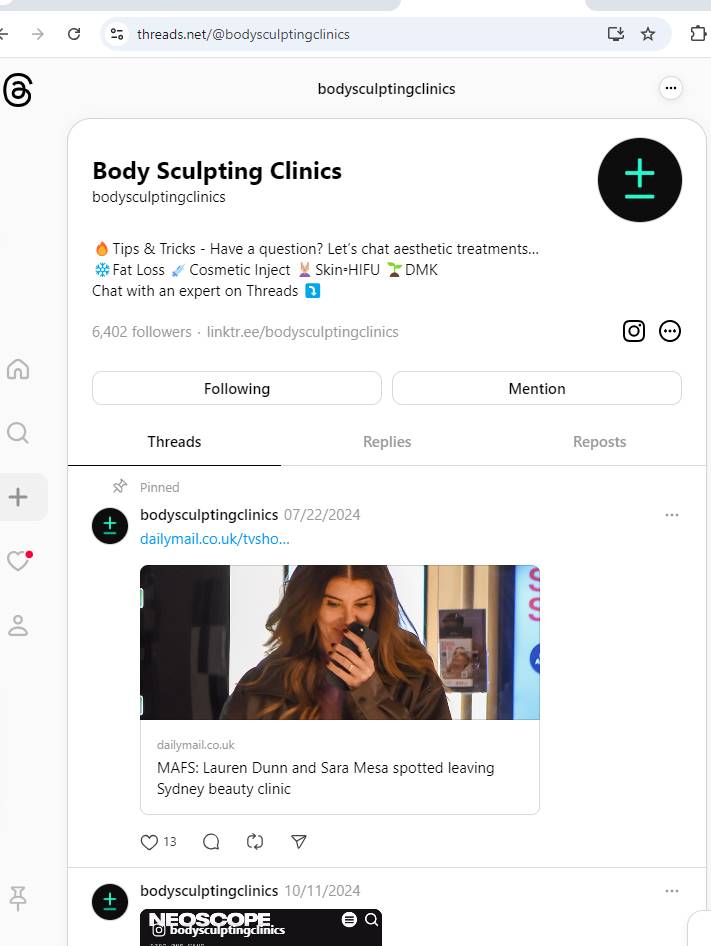 threads.net/@bodysculptingclinics
bodysculptingclinics
Body Sculpting Clinics
bodysculptingclinics
🔥 Tips & Tricks - Have a question? Let's chat aesthetic treatments...
❄️Fat Loss 💉 Cosmetic Inject 💆🏼‍♀️ Skin+HIFU 🌱DMK
Chat with an expert on Threads ⤵️
6,402 followers · linktr.ee/bodysculptingclinics
Following
Mention
Threads
Replies
Reposts
Pinned
bodysculptingclinics 07/22/2024
dailymail.co.uk/tvsho...
dailymail.co.uk
MAFS: Lauren Dunn and Sara Mesa spotted leaving
Sydney beauty clinic
13
bodysculptingclinics 10/11/2024
NEOSCOPE
bodysculptingclinics